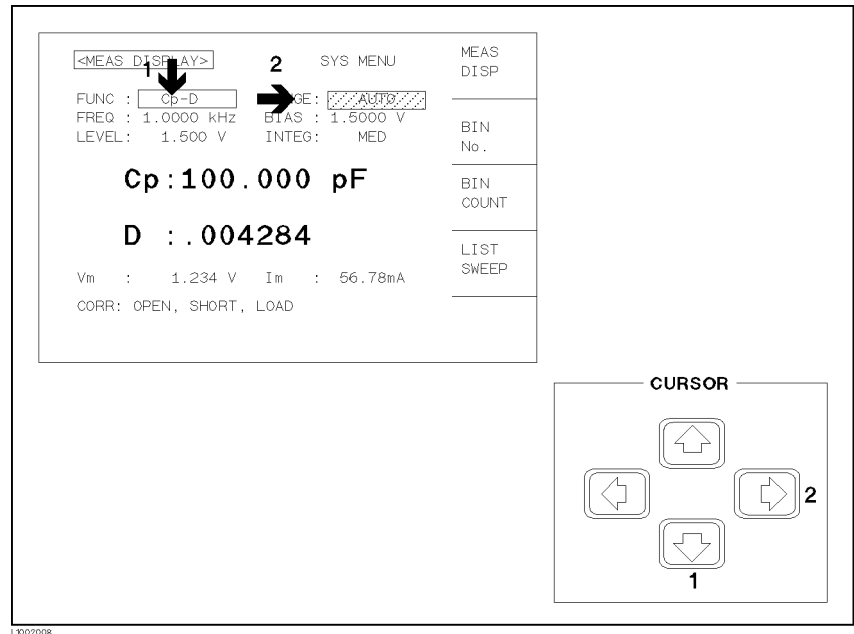 <MEAS DISPLAY>
1
2
SYS MENU
FUNC : Cp-D GE: AUTO
FREQ : 1.0000 kHz BIAS : 1.5000 V
LEVEL: 1.500 V INTEG: MED
Cp:100.000 pF
D :.004284
Vm : 1.234 V Im : 56.78mA
CORR: OPEN, SHORT, LOAD
MEAS
DISP
BIN
No.
BIN
COUNT
LIST
SWEEP
CURSOR
2
1
L1002008